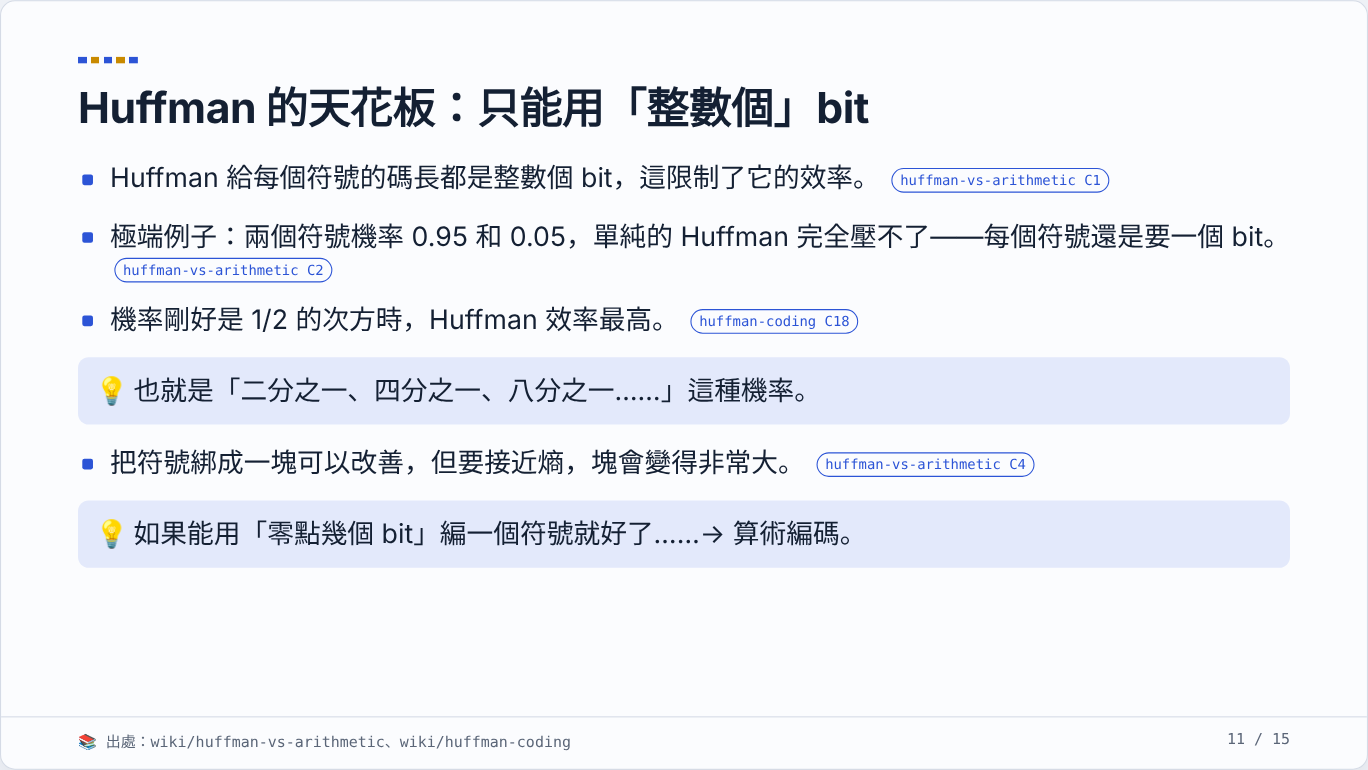 Huffman 的天花板：只能用「整數個」bit
Huffman 給每個符號的碼長都是整數個 bit，這限制了它的效率。 huffman-vs-arithmetic C1
極端例子：兩個符號機率 0.95 和 0.05，單純的 Huffman 完全壓不了——每個符號還是要一個 bit。
huffman-vs-arithmetic C2
機率剛好是 1/2 的次方時，Huffman 效率最高。 huffman-coding C18
💡 也就是「二分之一、四分之一、八分之一……」這種機率。
把符號綁成一塊可以改善，但要接近熵，塊會變得非常大。 huffman-vs-arithmetic C4
💡 如果能用「零點幾個 bit」編一個符號就好了……→ 算術編碼。
📚 出處：wiki/huffman-vs-arithmetic、wiki/huffman-coding
11 / 15